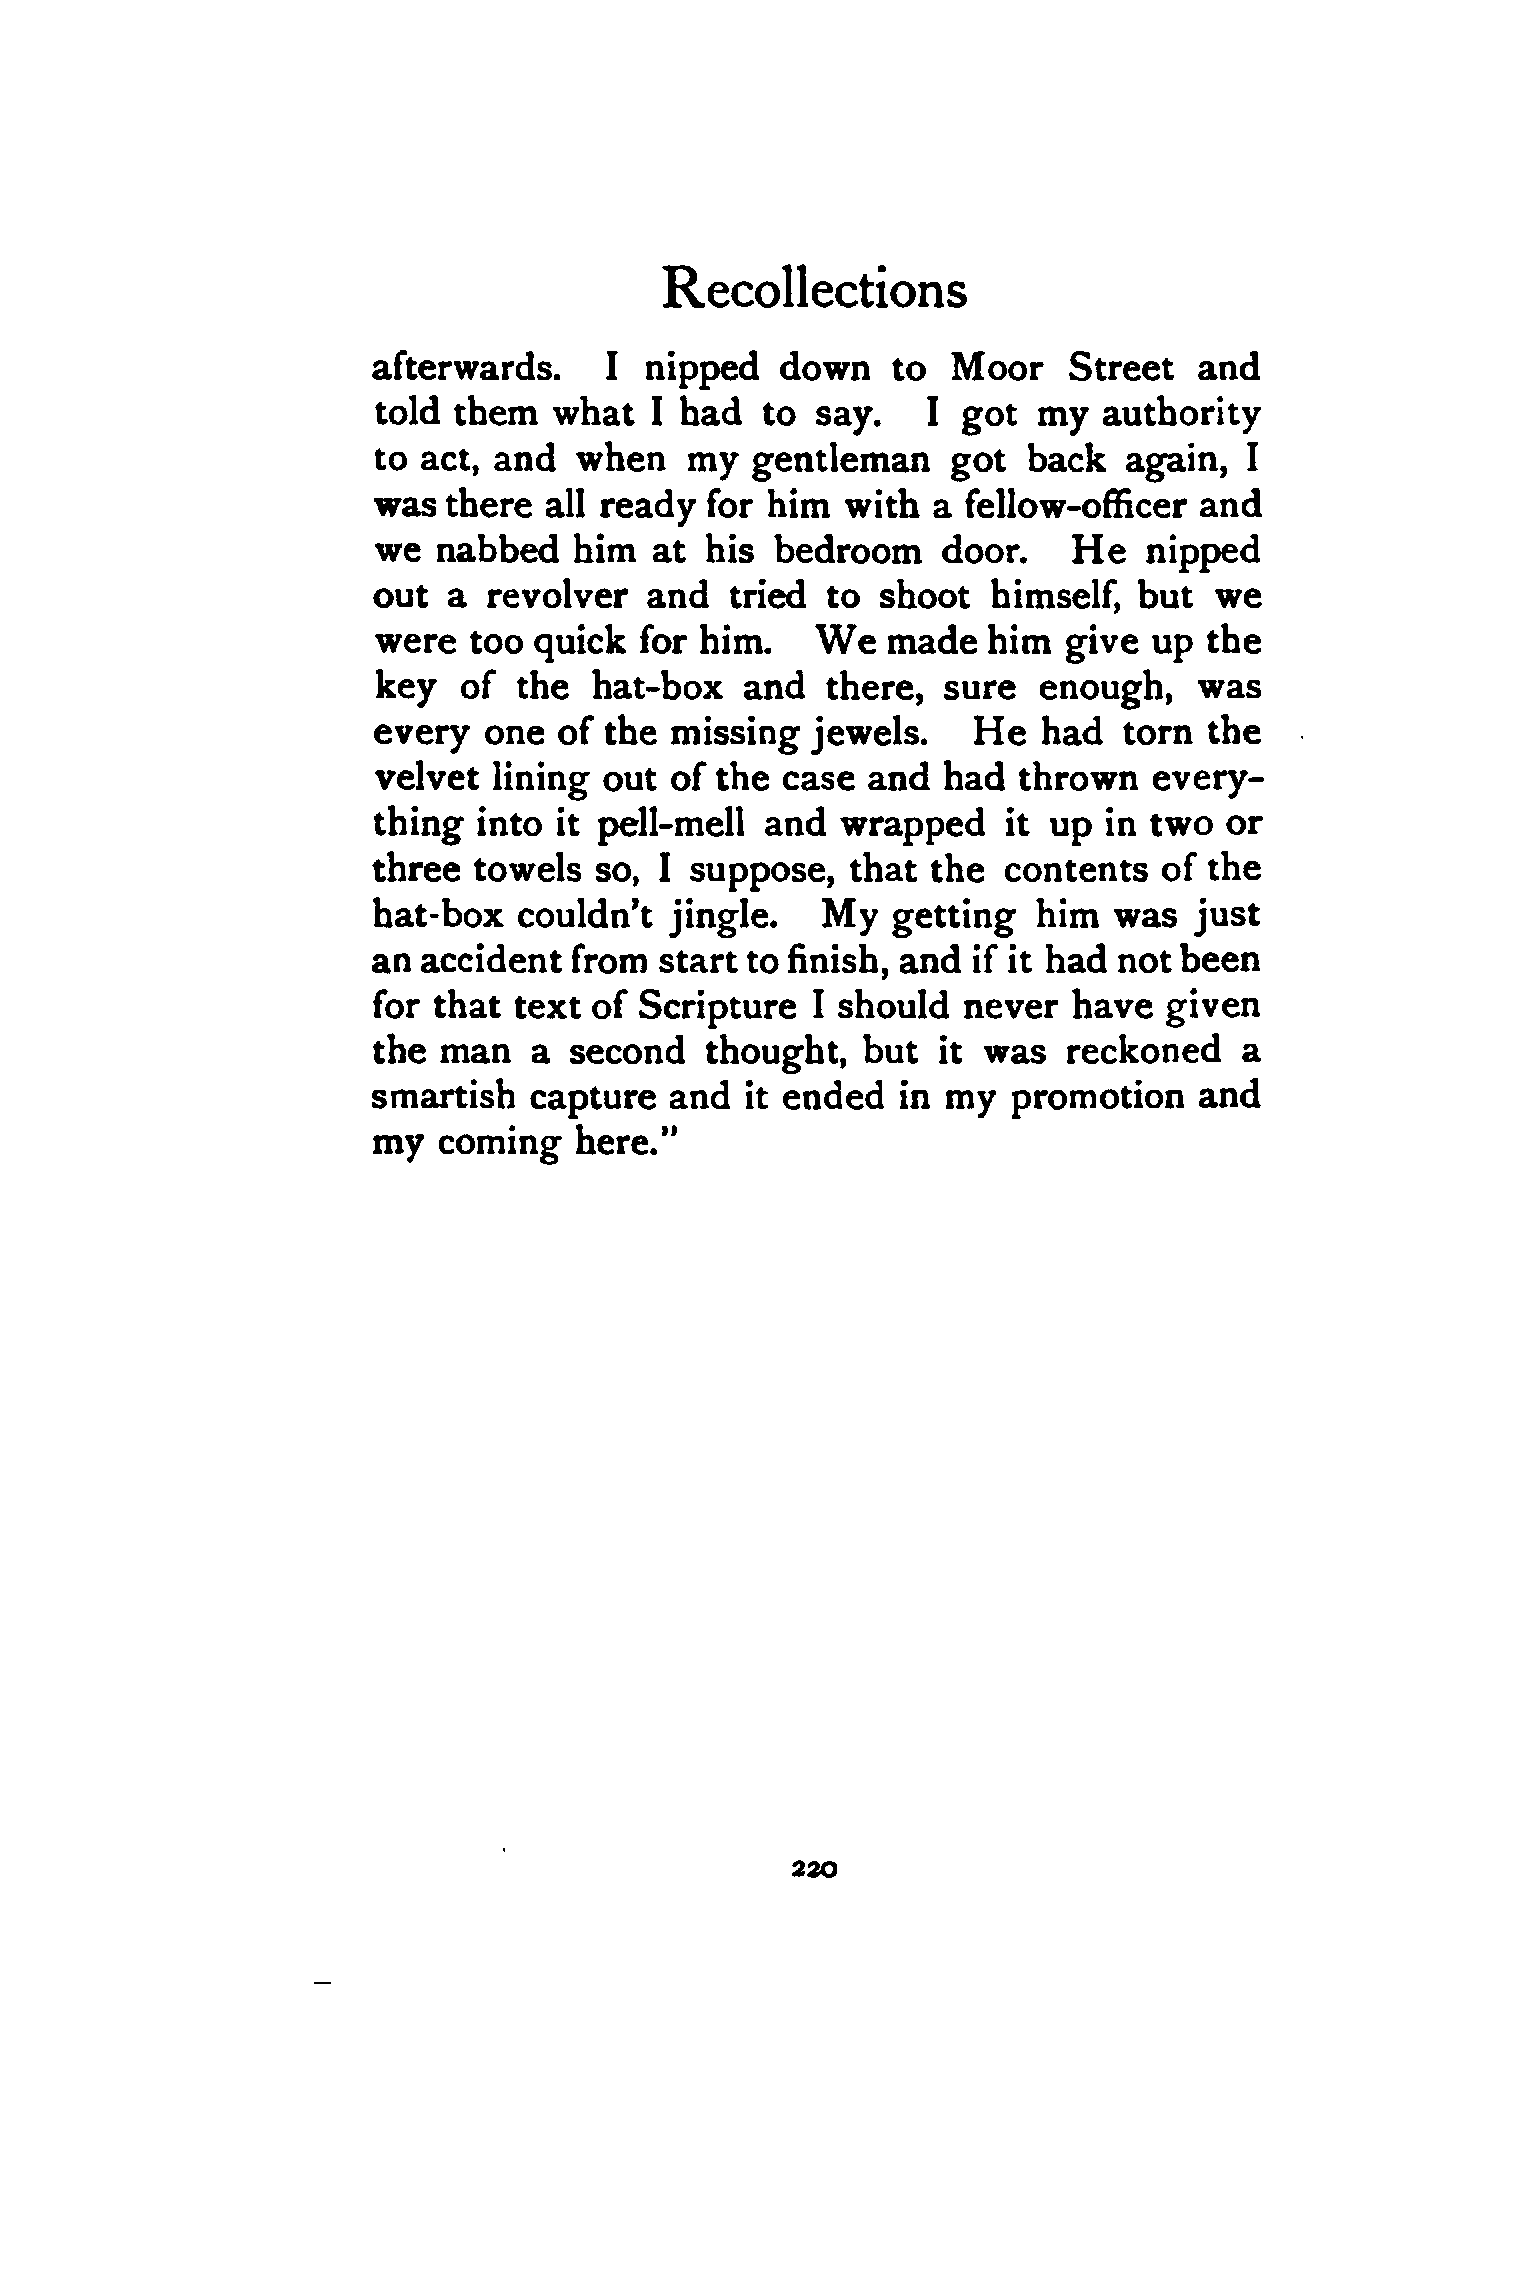 Recollections
afterwards. I nipped down to Moor Street and
told them what I had to say. I got my authority
to act, and when my gentleman got back again, I
was there all ready for him with a fellow-officer and
we nabbed him at his bedroom door. He nipped
out a revolver and tried to shoot himself, but we
were too quick for him. We made him give up the
key of the hat-box and there, sure enough, was
every one of the missing jewels. He had torn the
velvet lining out of the case and had thrown every-
thing into it pell-mell and wrapped it up in two or
three towels so, I suppose, that the contents of the
hat-box couldn't jingle. My getting him was just
an accident from start to finish, and if it had not been
for that text of Scripture I should never have given
the man a second thought, but it was reckoned a
smartish capture and it ended in my promotion and
my coming here."
220